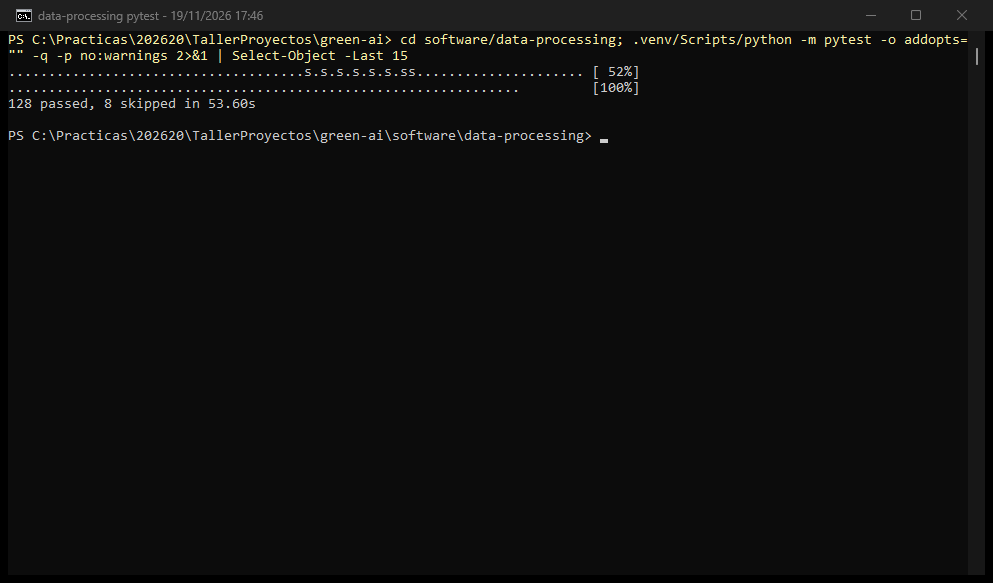 data-processing pytest - 19/11/2026 17:46
PS C:\Practicas\202620\TallerProyectos\green-ai> cd software/data-processing; .venv/Scripts/python -m pytest -o addopts=
"" -q -p no:warnings 2>&1 | Select-Object -Last 15
.....................................s.s.s.s.s.s.ss..................... [ 52%]
................................................................ [100%]
128 passed, 8 skipped in 53.60s
PS C:\Practicas\202620\TallerProyectos\green-ai\software\data-processing>